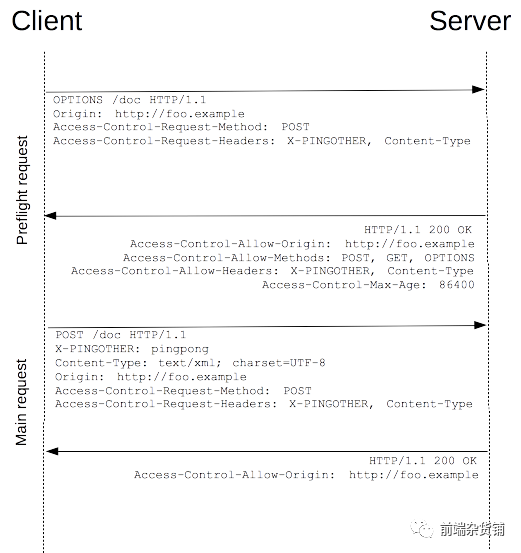 Client
Server
Preflight request
OPTIONS /doc HTTP/1.1
Origin: http://foo.example
Access-Control-Request-Method: POST
Access-Control-Request-Headers: X-PINGOTHER, Content-Type
HTTP/1.1 200 OK
Access-Control-Allow-Origin: http://foo.example
Access-Control-Allow-Methods: POST, GET, OPTIONS
Access-Control-Allow-Headers: X-PINGOTHER, Content-Type
Access-Control-Max-Age: 86400
Main request
POST /doc HTTP/1.1
X-PINGOTHER: pingpong
Content-Type: text/xml; charset=UTF-8
Origin: http://foo.example
Access-Control-Request-Method: POST
Access-Control-Request-Headers: X-PINGOTHER, Content-Type
HTTP/1.1 200 OK
Access-Control-Allow-Origin: http://foo.example
前端杂货铺